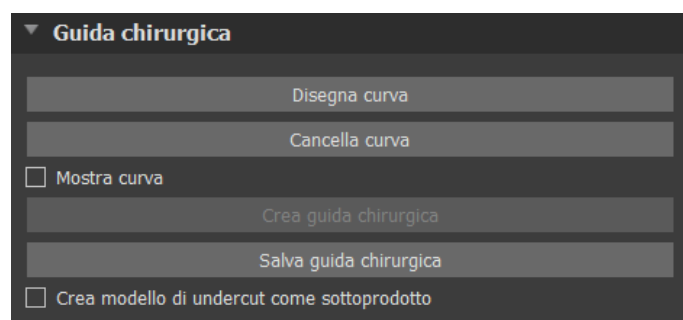 Guida chirurgica
Disegna curva
Cancella curva
Mostra curva
Crea guida chirurgica
Salva guida chirurgica
Crea modello di undercut come sottoprodotto